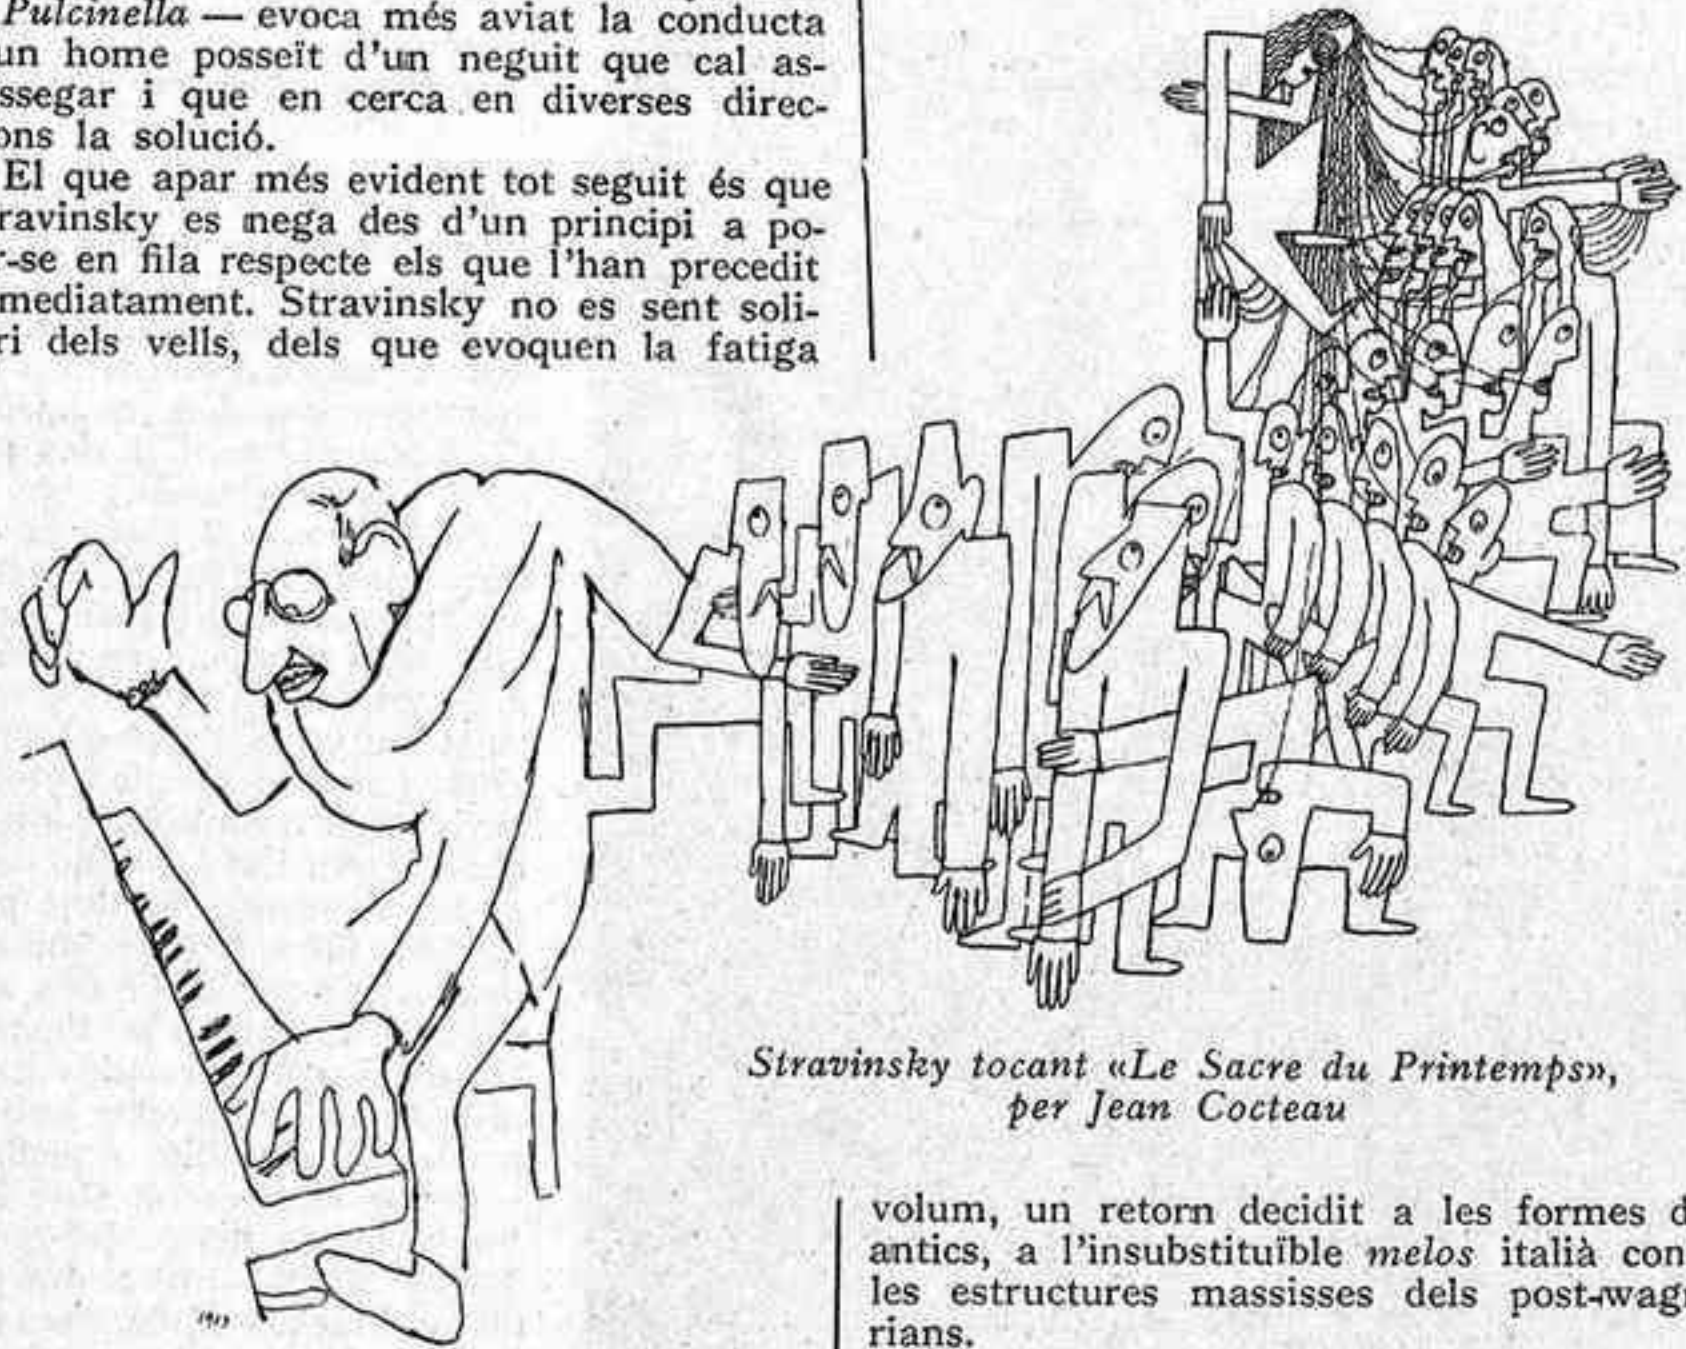 Pulcinella — evoca més aviat la conducta
un home posseït d'un neguit que cal as-
ssegar i que en cerca en diverses direc-
ons la solució.
El que apar més evident tot seguit és que
ravinsky es nega des d'un principi a po-
r-se en fila respecte els que l'han precedit
mediatament. Stravinsky no es sent soli-
ri dels vells, dels que evoquen la fatiga
Stravinsky tocant «Le Sacre du Printemps»,
per Jean Cocteau
1913
volum, un retorn decidit a les formes d
antics, a l'insubstituïble melos italià con
les estructures massisses dels post-wag
rians.